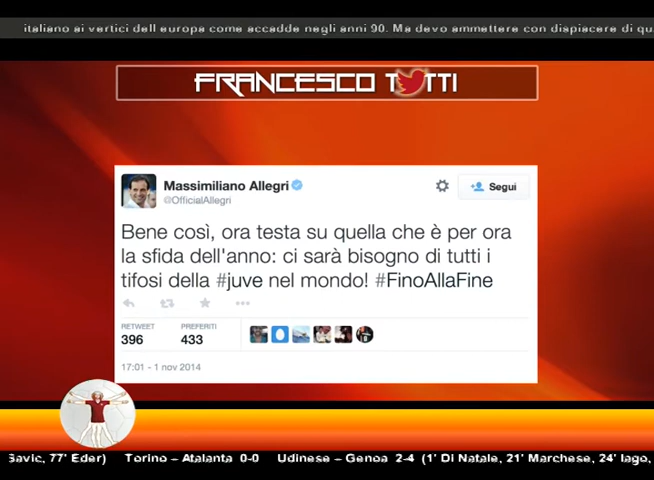 italiano ai vertici dell europa come accadde negli anni 90. Ma devo ammettere con dispiacere di qu
FRANCESCO TOTTI
Massimiliano Allegri
@OfficialAllegri
Segui
Bene così, ora testa su quella che è per ora
la sfida dell'anno: ci sarà bisogno di tutti i
tifosi della #juve nel mondo! #FinoAllaFine
RETWEET PREFERITI
396 433
17:01 - 1 nov 2014
Savic, 77' Eder) Torino – Atalanta 0-0 Udinese – Genoa 2-4 (1' Di Natale, 21' Marchese, 24' Iago,